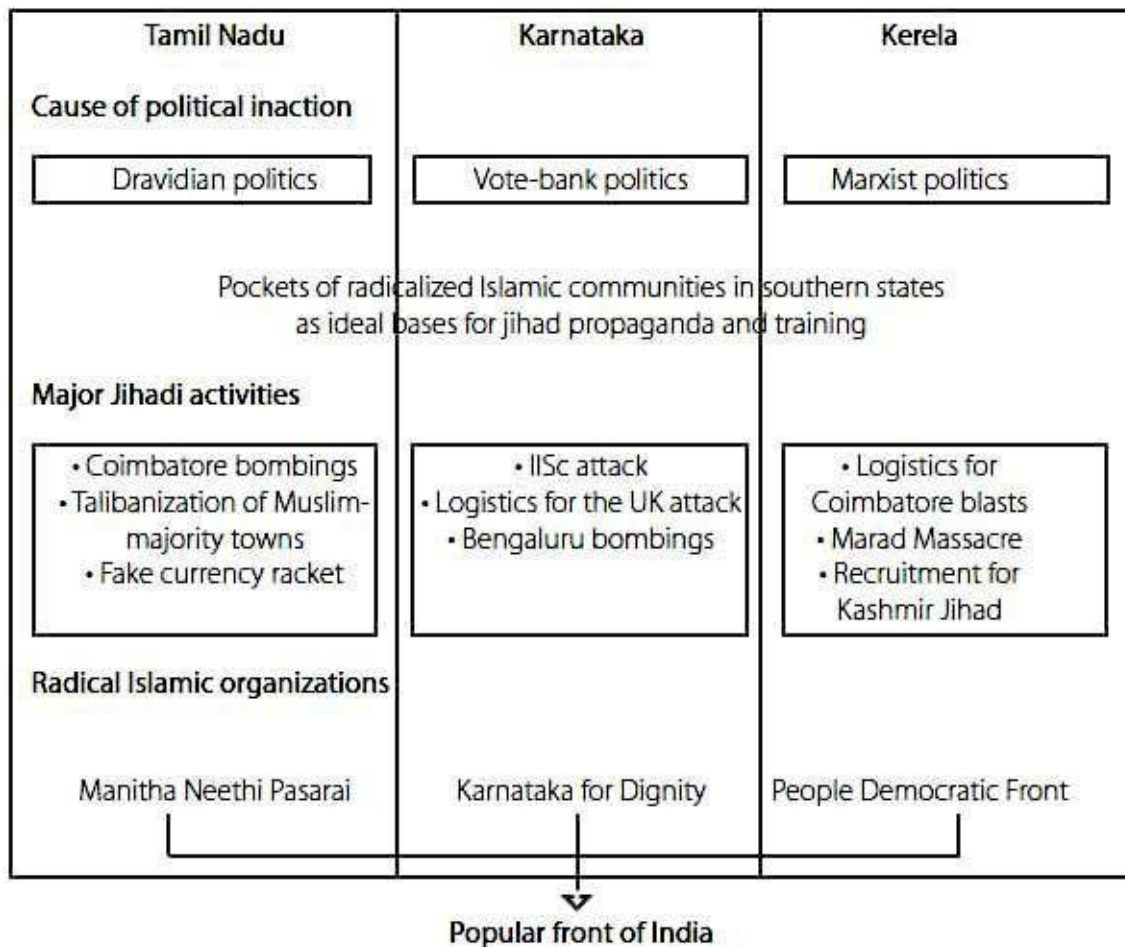 Tamil Nadu
Karnataka
Kerela
Cause of political inaction
Dravidian politics
Vote-bank politics
Marxist politics
Pockets of radicalized Islamic communities in southern states
as ideal bases for jihad propaganda and training
Major Jihadi activities
• Coimbatore bombings
• Talibanization of Muslim-
majority towns
• Fake currency racket
• IISc attack
• Logistics for the UK attack
• Bengaluru bombings
• Logistics for
Coimbatore blasts
• Marad Massacre
• Recruitment for
Kashmir Jihad
Radical Islamic organizations
Manitha Neethi Pasarai
Karnataka for Dignity
People Democratic Front
Popular front of India